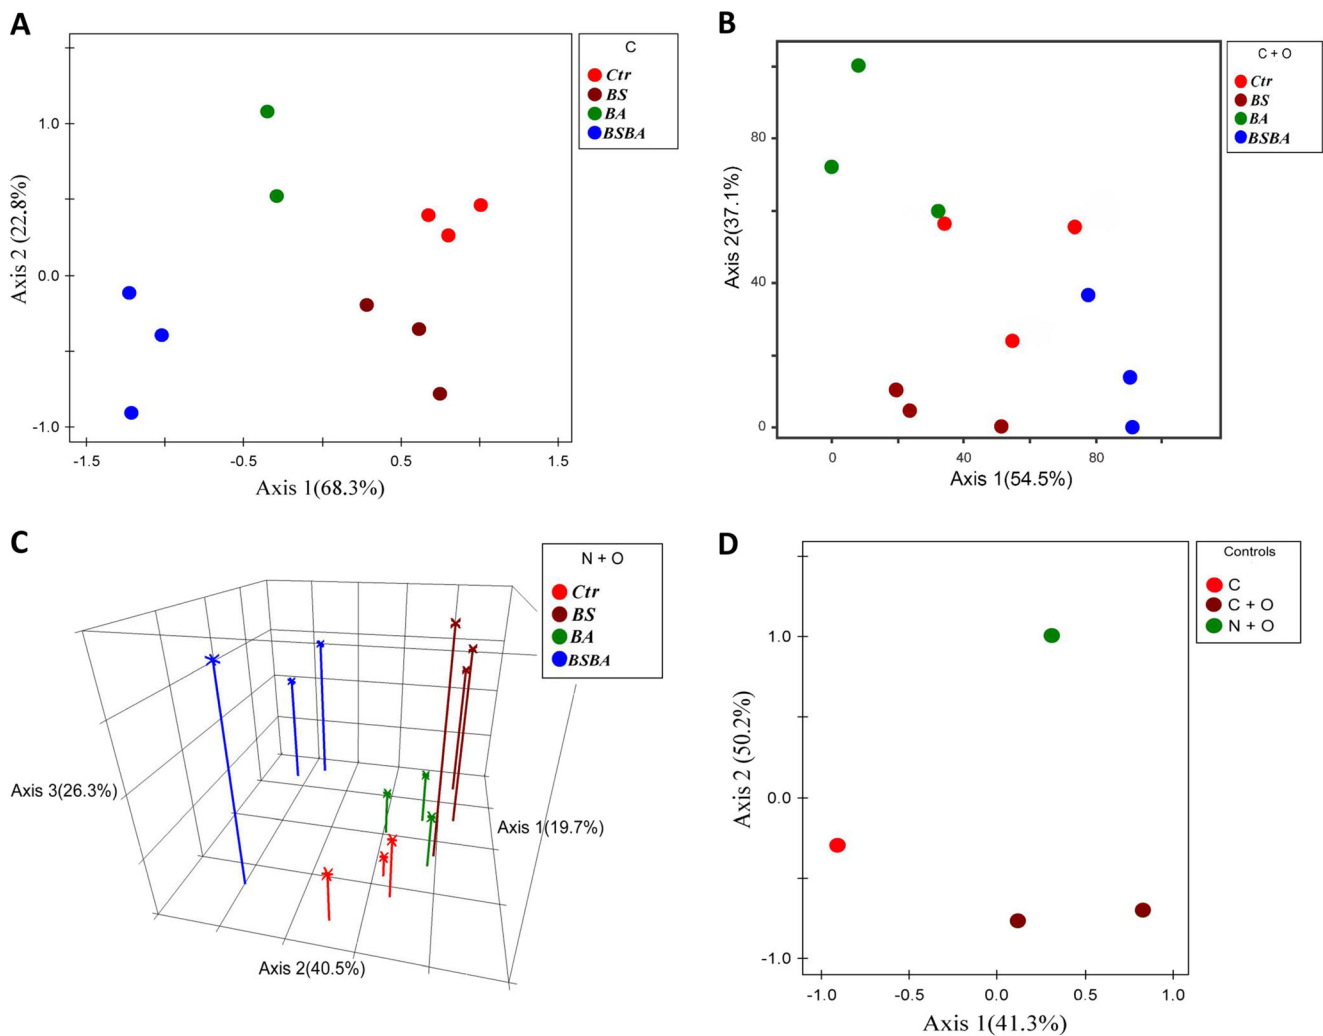 A
C
Ctr
BS
BA
BSBA
1.0
0.0
-1.0
Axis 2 (22.8%)
-1.5
-0.5
0.5
1.5
Axis 1(68.3%)
B
C + O
Ctr
BS
BA
BSBA
80
40
0
Axis 2(37.1%)
0
40
80
Axis 1(54.5%)
C
N + O
Ctr
BS
BA
BSBA
Axis 3(26.3%)
Axis 1(19.7%)
Axis 2(40.5%)
D
Controls
C
C + O
N + O
1.0
0.0
-1.0
Axis 2 (50.2%)
-1.0
-0.5
0.0
0.5
1.0
Axis 1(41.3%)